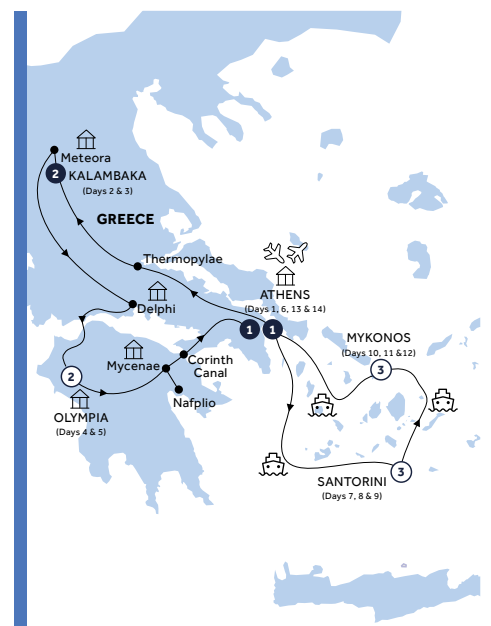 Meteora
2
KALAMBAKA
(Days 2 & 3)
GREECE
Thermopylae
ATHENS
(Days 1, 6, 13 & 14)
Delphi
1
1
MYKONOS
(Days 10, 11 &12)
Corinth
Canal
Mycenae
2
3
Nafplio
OLYMPIA
(Days 4 & 5)
3
SANTORINI
(Days 7, 8 & 9)